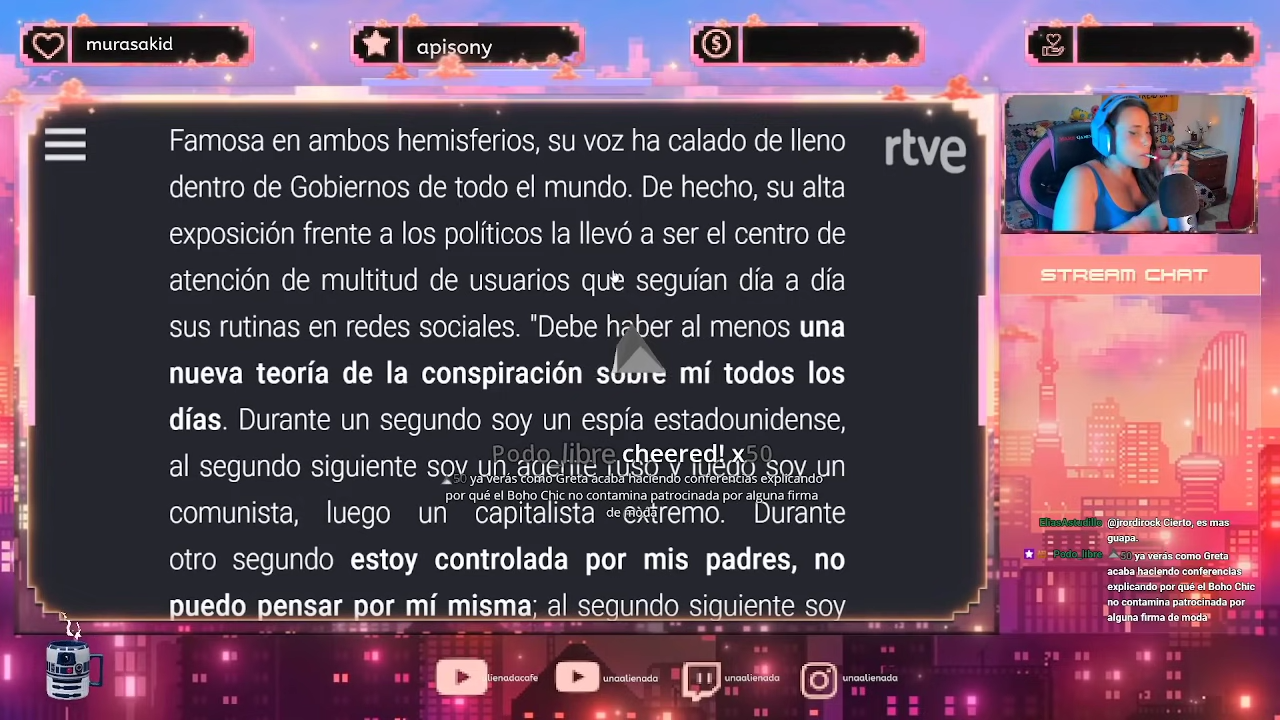 murasakid
apisony
Famosa en ambos hemisferios, su voz ha calado de lleno
dentro de Gobiernos de todo el mundo. De hecho, su alta
exposición frente a los políticos la llevó a ser el centro de
atención de multitud de usuarios que seguían día a día
sus rutinas en redes sociales. "Debe haber al menos una
nueva teoría de la conspiración sobre mí todos los
días. Durante un segundo soy un espía estadounidense,
al segundo siguiente soy un agente ruso y luego soy un
comunista, luego un capitalista extremo. Durante
otro segundo estoy controlada por mis padres, no
puedo pensar por mí misma; al segundo siguiente soy
rtve
Podo_libre cheered! x50
50 ya verás como Greta acaba haciendo conferencias explicando
por qué el Boho Chic no contamina patrocinada por alguna firma
de moda
STREAM CHAT
EliasAstudillo @jrordirock Cierto, es mas
guapa.
Podo_libre 50 ya verás como Greta
acaba haciendo conferencias
explicando por qué el Boho Chic
no contamina patrocinada por
alguna firma de moda
alienadacafe
unaalienada
unaalienada
unaalienada